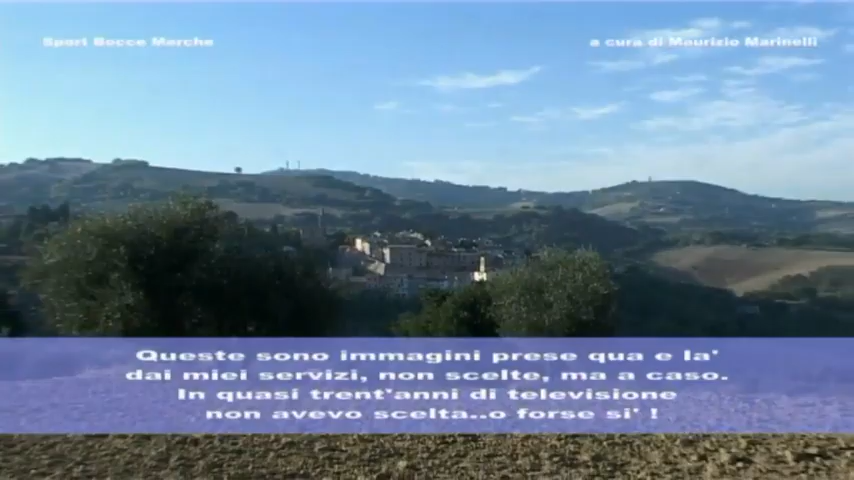 Sport Bocce Marche
a cura di Maurizio Marinelli
Queste sono immagini prese qua e la'
dai miei servizi, non scelte, ma a caso.
In quasi trent'anni di televisione
non avevo scelta..o forse si' !